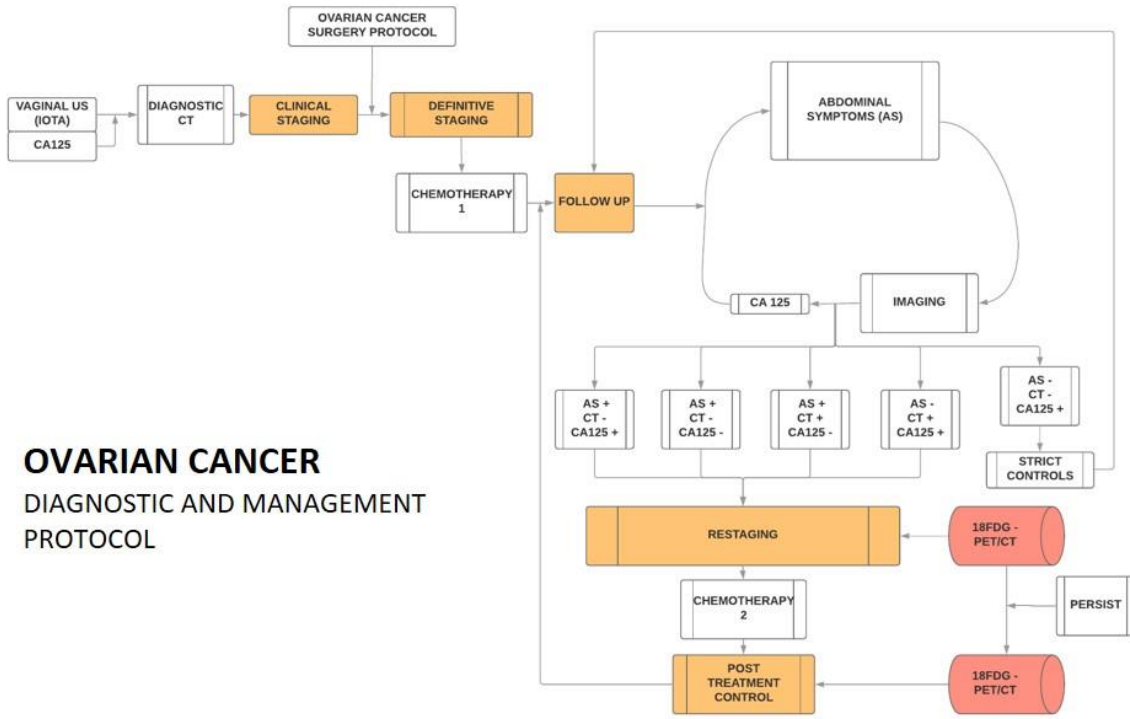 OVARIAN CANCER
SURGERY PROTOCOL
VAGINAL US
(IOTA)
CA125
DIAGNOSTIC
CT
CLINICAL
STAGING
DEFINITIVE
STAGING
CHEMOTHERAPY
1
FOLLOW UP
ABDOMINAL
SYMPTOMS (AS)
IMAGING
CA 125
AS +
CT -
CA125 +
AS +
CT -
CA125 -
AS +
CT +
CA125 -
AS -
CT +
CA125 +
AS -
CT -
CA125 +
STRICT
CONTROLS
OVARIAN CANCER
DIAGNOSTIC AND MANAGEMENT
PROTOCOL
RESTAGING
18FDG -
PET/CT
CHEMOTHERAPY
2
PERSIST
POST
TREATMENT
CONTROL
18FDG -
PET/CT